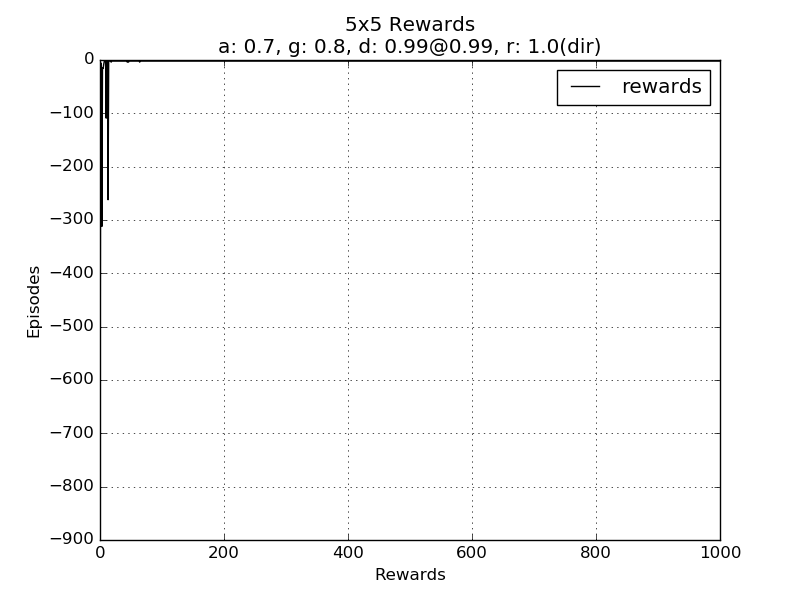 5x5 Rewards
a: 0.7, g: 0.8, d: 0.99@0.99, r: 1.0(dir)
rewards
0
−100
−200
−300
−400
−500
−600
−700
−800
−900
Episodes
0 200 400 600 800 1000
Rewards